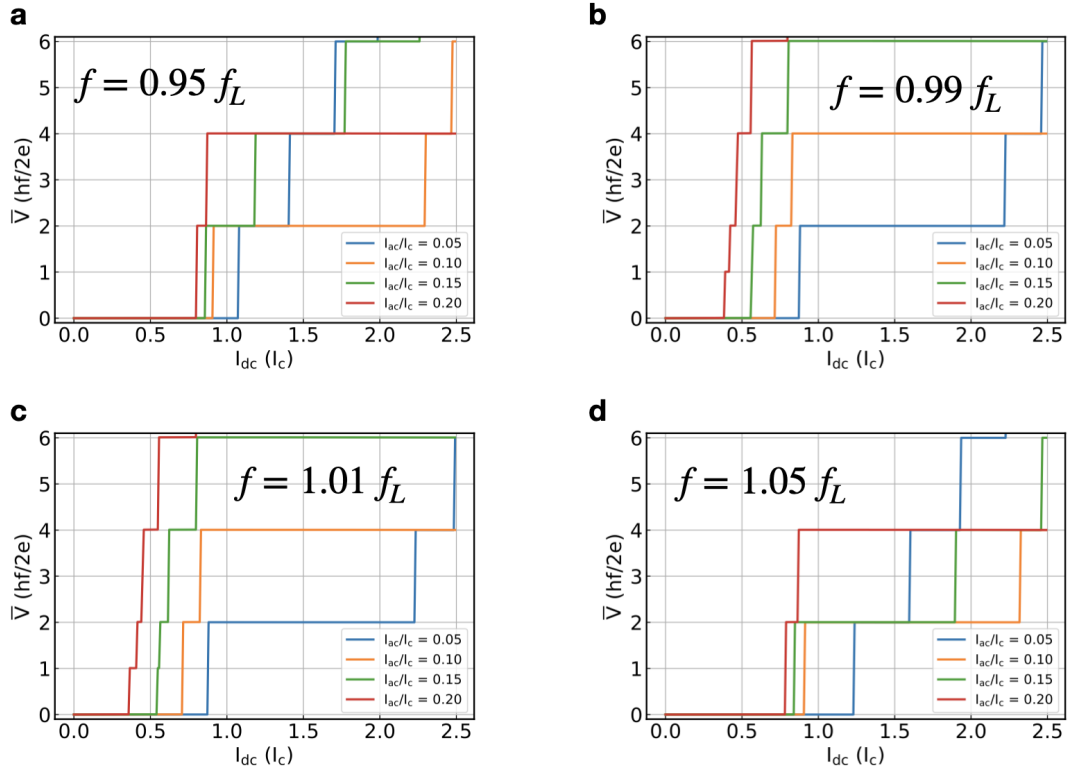 a
6
5
4
3
2
1
0
V̅ (hf/2e)
f = 0.95 f_L
I_ac/I_c = 0.05
I_ac/I_c = 0.10
I_ac/I_c = 0.15
I_ac/I_c = 0.20
0.0 0.5 1.0 1.5 2.0 2.5
I_dc (I_c)
b
6
5
4
3
2
1
0
V̅ (hf/2e)
f = 0.99 f_L
I_ac/I_c = 0.05
I_ac/I_c = 0.10
I_ac/I_c = 0.15
I_ac/I_c = 0.20
0.0 0.5 1.0 1.5 2.0 2.5
I_dc (I_c)
c
6
5
4
3
2
1
0
V̅ (hf/2e)
f = 1.01 f_L
I_ac/I_c = 0.05
I_ac/I_c = 0.10
I_ac/I_c = 0.15
I_ac/I_c = 0.20
0.0 0.5 1.0 1.5 2.0 2.5
I_dc (I_c)
d
6
5
4
3
2
1
0
V̅ (hf/2e)
f = 1.05 f_L
I_ac/I_c = 0.05
I_ac/I_c = 0.10
I_ac/I_c = 0.15
I_ac/I_c = 0.20
0.0 0.5 1.0 1.5 2.0 2.5
I_dc (I_c)